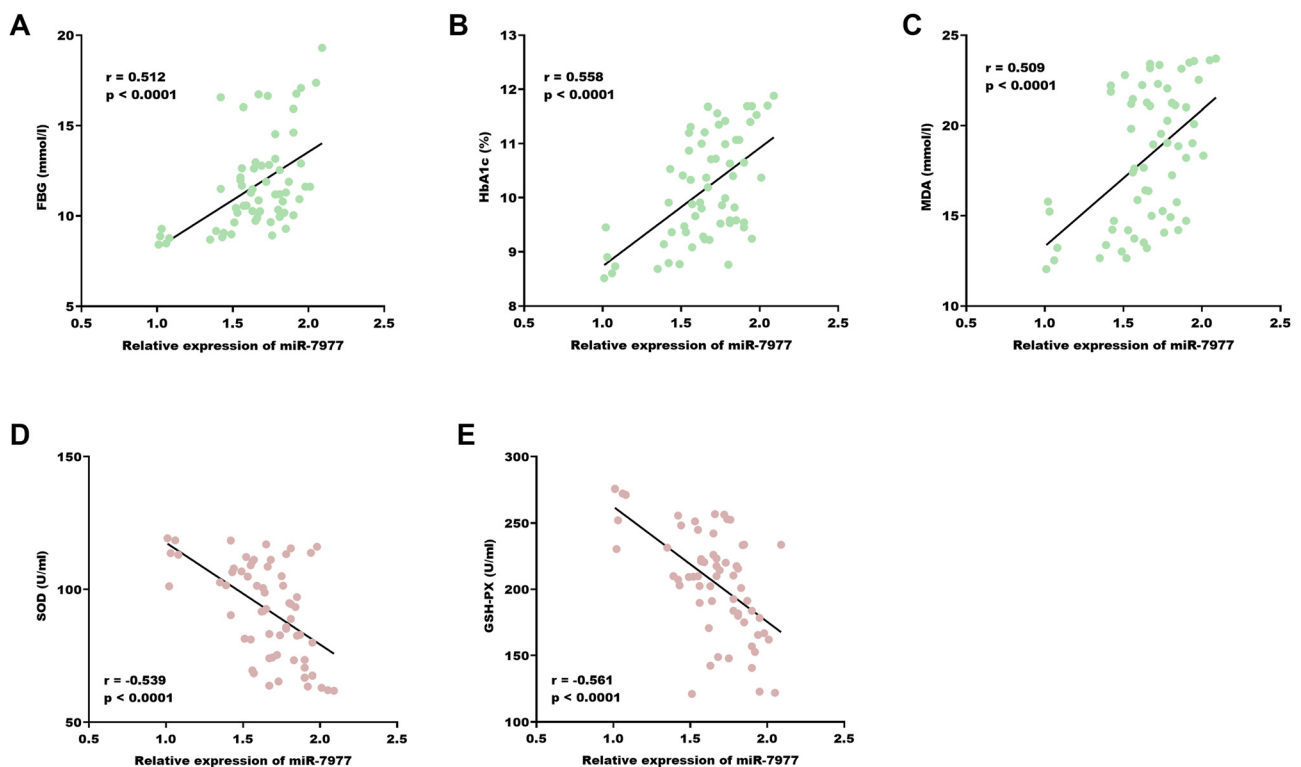 A
FBG (mmol/l)
20
15
10
5
r = 0.512
p < 0.0001
0.5 1.0 1.5 2.0 2.5
Relative expression of miR-7977
B
HbA1c (%)
13
12
11
10
9
8
r = 0.558
p < 0.0001
0.5 1.0 1.5 2.0 2.5
Relative expression of miR-7977
C
MDA (mmol/l)
25
20
15
10
r = 0.509
p < 0.0001
0.5 1.0 1.5 2.0 2.5
Relative expression of miR-7977
D
SOD (U/ml)
150
100
50
r = -0.539
p < 0.0001
0.5 1.0 1.5 2.0 2.5
Relative expression of miR-7977
E
GSH-PX (U/ml)
300
250
200
150
100
r = -0.561
p < 0.0001
0.5 1.0 1.5 2.0 2.5
Relative expression of miR-7977